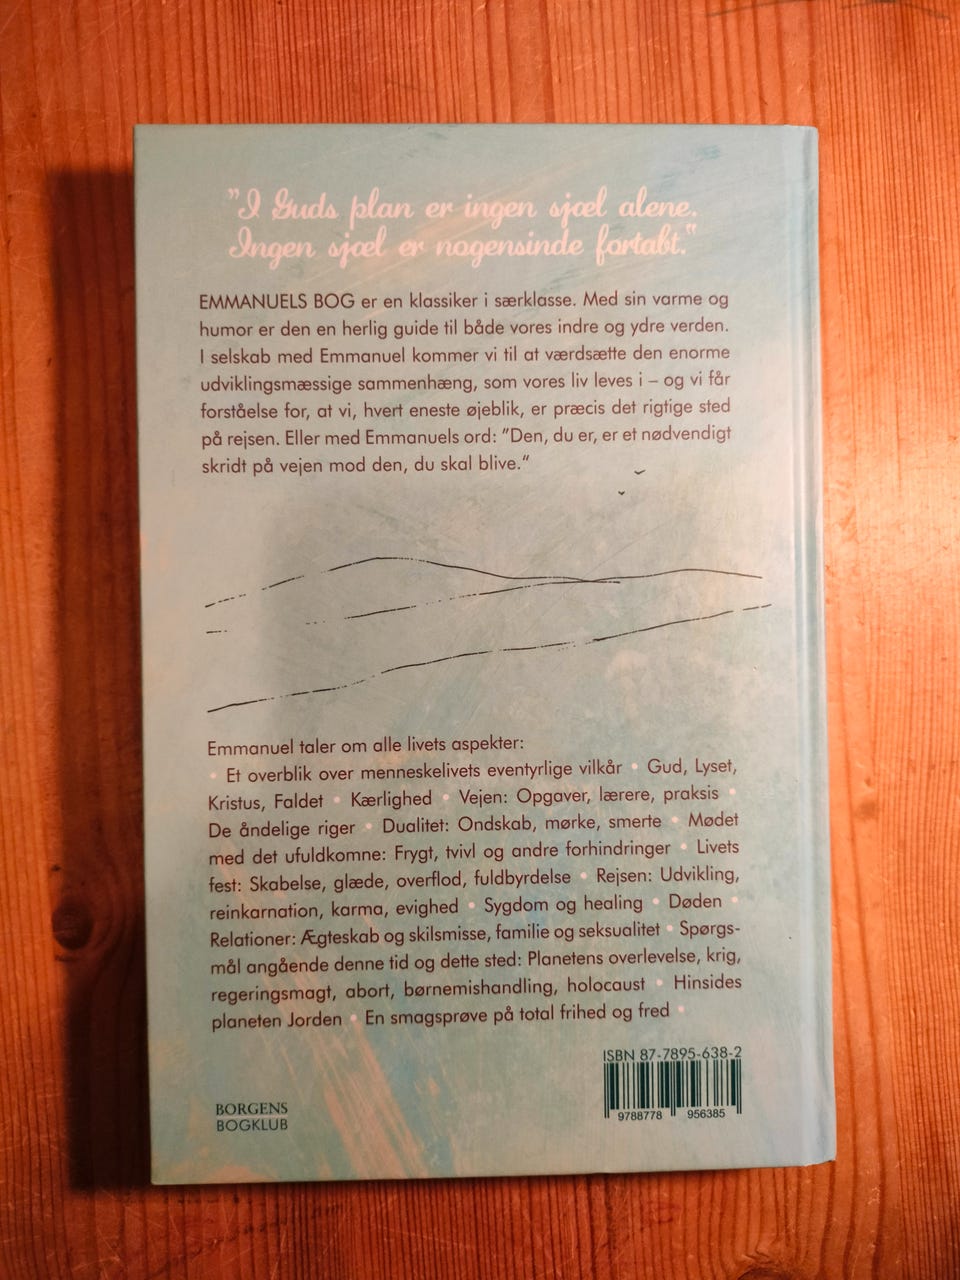 ”I Guds plan er ingen sjæl alene.
Ingen sjæl er nogensinde fortabt.“
EMMANUELS BOG er en klassiker i særklasse. Med sin varme og
humor er den en herlig guide til både vores indre og ydre verden.
I selskab med Emmanuel kommer vi til at værdsætte den enorme
udviklingsmæssige sammenhæng, som vores liv leves i – og vi får
forståelse for, at vi, hvert eneste øjeblik, er præcis det rigtige sted
på rejsen. Eller med Emmanuels ord: ”Den, du er, er et nødvendigt
skridt på vejen mod den, du skal blive.“
Emmanuel taler om alle livets aspekter:
• Et overblik over menneskelivets eventyrlige vilkår • Gud, Lyset,
Kristus, Faldet • Kærlighed • Vejen: Opgaver, lærere, praksis •
De åndelige riger • Dualitet: Ondskab, mørke, smerte • Mødet
med det ufuldkomne: Frygt, tvivl og andre forhindringer • Livets
fest: Skabelse, glæde, overflod, fuldbyrdelse • Rejsen: Udvikling,
reinkarnation, karma, evighed • Sygdom og healing • Døden •
Relationer: Ægteskab og skilsmisse, familie og seksualitet • Spørgs-
mål angående denne tid og dette sted: Planetens overlevelse, krig,
regeringsmagt, abort, børnemishandling, holocaust • Hinsides
planeten Jorden • En smagsprøve på total frihed og fred •
ISBN 87-7895-638-2
9788778 956385
BORGENS
BOGKLUB